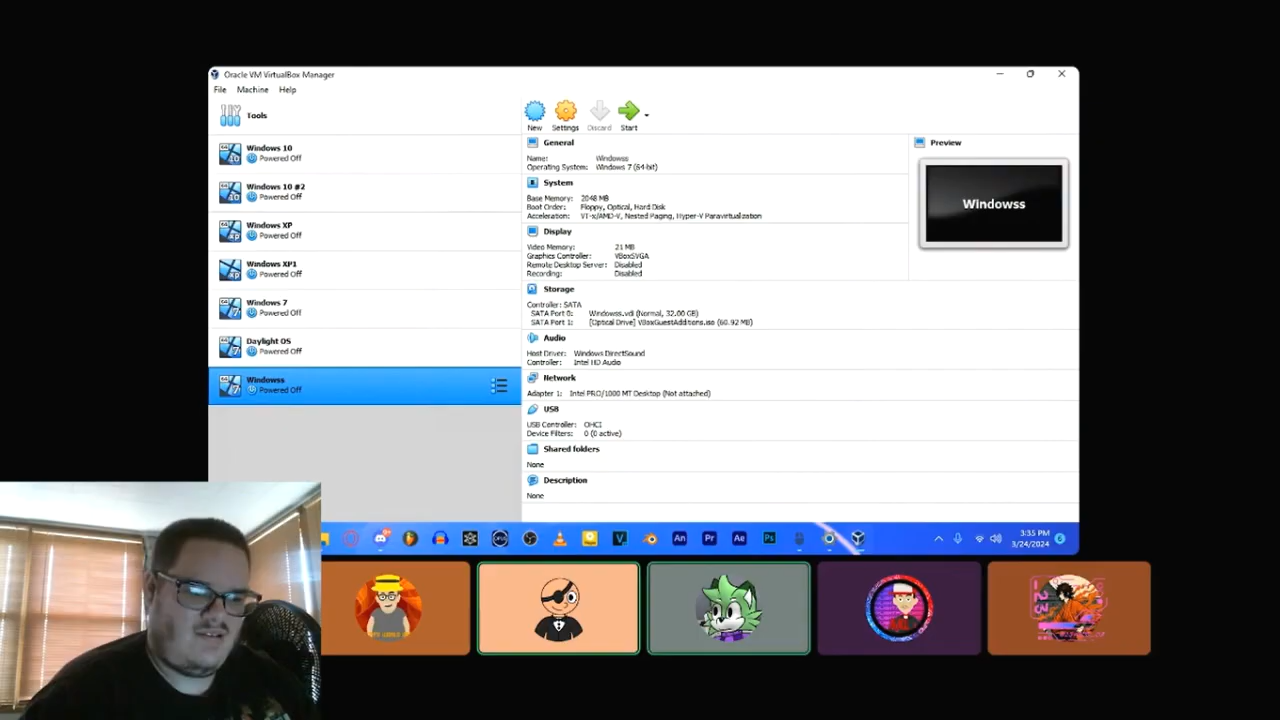 Oracle VM VirtualBox Manager
File Machine Help
Tools
Windows 10
Powered Off
Windows 10 #2
Powered Off
Windows XP
Powered Off
Windows XP1
Powered Off
Windows 7
Powered Off
Daylight OS
Powered Off
Windowss
Powered Off
New Settings Discard Start
General
Name: Windowss
Operating System: Windows 7 (64-bit)
System
Base Memory: 2048 MB
Boot Order: Floppy, Optical, Hard Disk
Acceleration: VT-x/AMD-V, Nested Paging, Hyper-V Paravirtualization
Display
Video Memory: 21 MB
Graphics Controller: VBoxSVGA
Remote Desktop Server: Disabled
Recording: Disabled
Storage
Controller: SATA
SATA Port 0: Windowss.vdi (Normal, 32.00 GB)
SATA Port 1: [Optical Drive] VBoxGuestAdditions.iso (60.92 MB)
Audio
Host Driver: Windows DirectSound
Controller: Intel HD Audio
Network
Adapter 1: Intel PRO/1000 MT Desktop (Not attached)
USB
USB Controller: OHCI
Device Filters: 0 (0 active)
Shared folders
None
Description
None
Preview
Windowss
An Pr Ae Ps
3:35 PM
3/24/2024
6